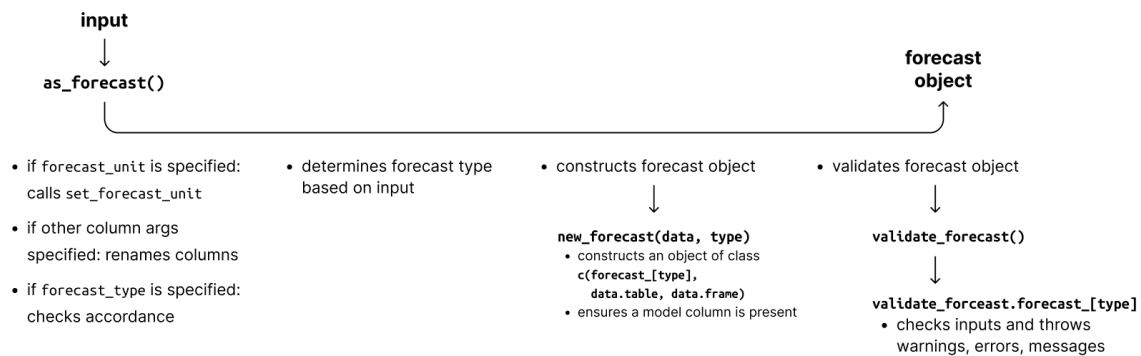 input
as_forecast()
forecast
object
• if forecast_unit is specified:
calls set_forecast_unit
• if other column args
specified: renames columns
• if forecast_type is specified:
checks accordance
• determines forecast type
based on input
• constructs forecast object
new_forecast(data, type)
• constructs an object of class
c(forecast_[type],
data.table, data.frame)
• ensures a model column is present
• validates forecast object
validate_forecast()
validate_forceast.forecast_[type]
• checks inputs and throws
warnings, errors, messages